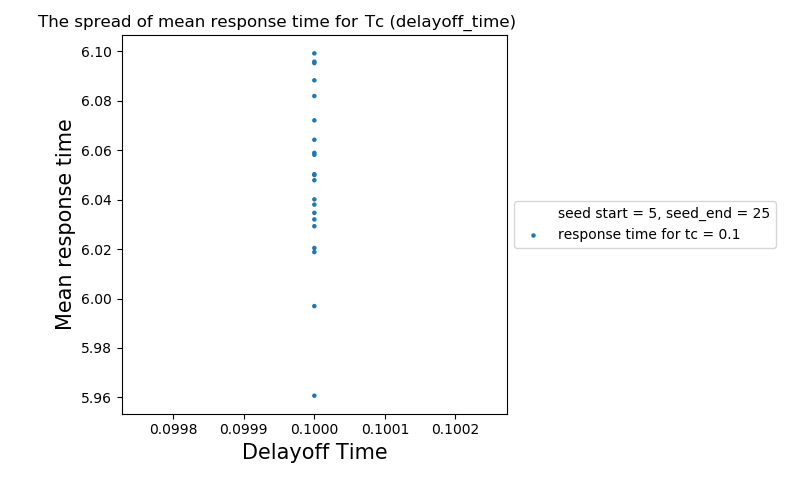 The spread of mean response time for Tc (delayoff_time)
6.10
6.08
6.06
6.04
6.02
6.00
5.98
5.96
Mean response time
0.0998 0.0999 0.1000 0.1001 0.1002
Delayoff Time
seed start = 5, seed_end = 25
response time for tc = 0.1